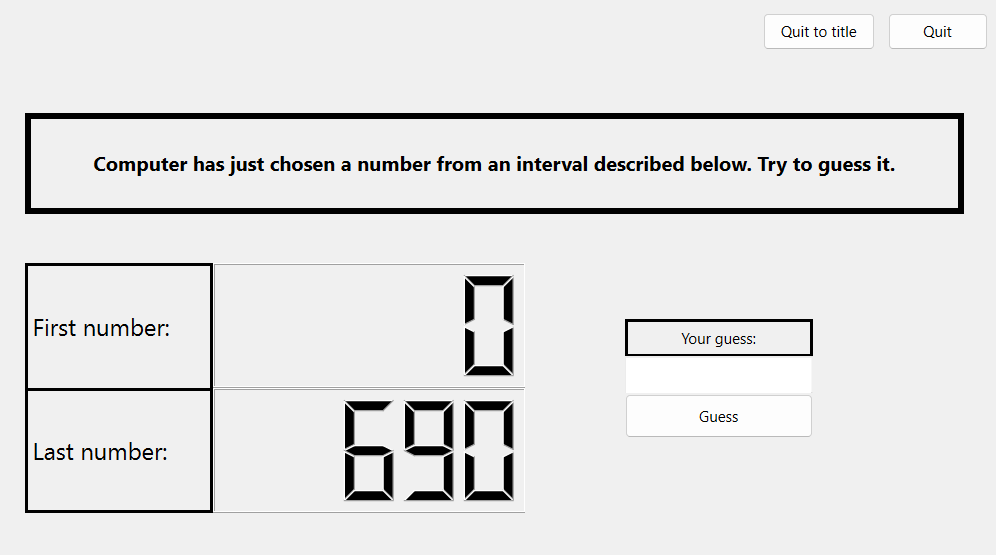 Quit to title
Quit
Computer has just chosen a number from an interval described below. Try to guess it.
First number:
0
Your guess:
Guess
Last number:
690